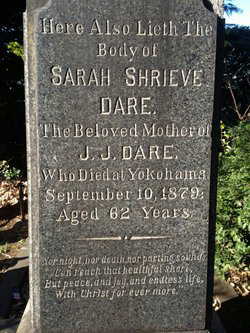 Here Also Lieth The
Body of
SARAH SHRIEVE
DARE.
The Beloved Mother of
J. J. DARE.
Who Died at Yokohama
September 10, 1879;
Aged 62 Years
Nor night, nor death, nor parting sound,
Can reach that healthful shore,
But peace, and joy, and endless life,
With Christ for ever more.